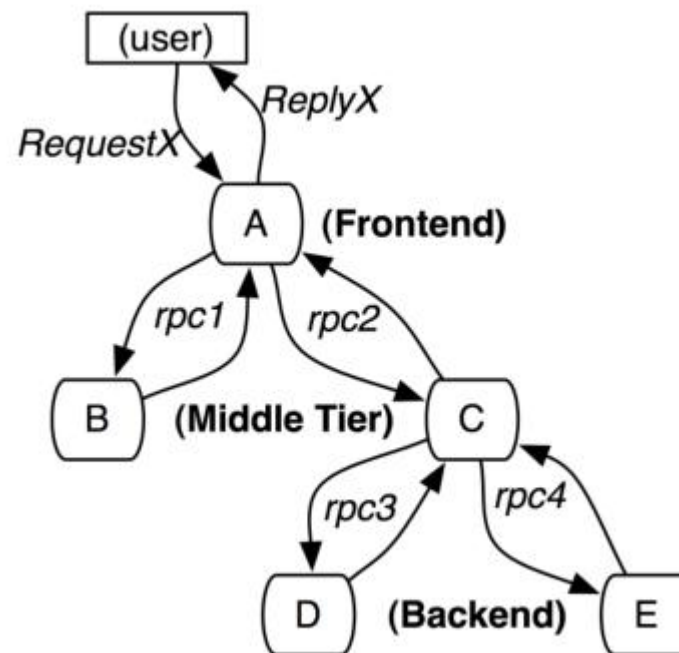 (user)
ReplyX
RequestX
A (Frontend)
rpc1 rpc2
B (Middle Tier) C
rpc3 rpc4
D (Backend) E